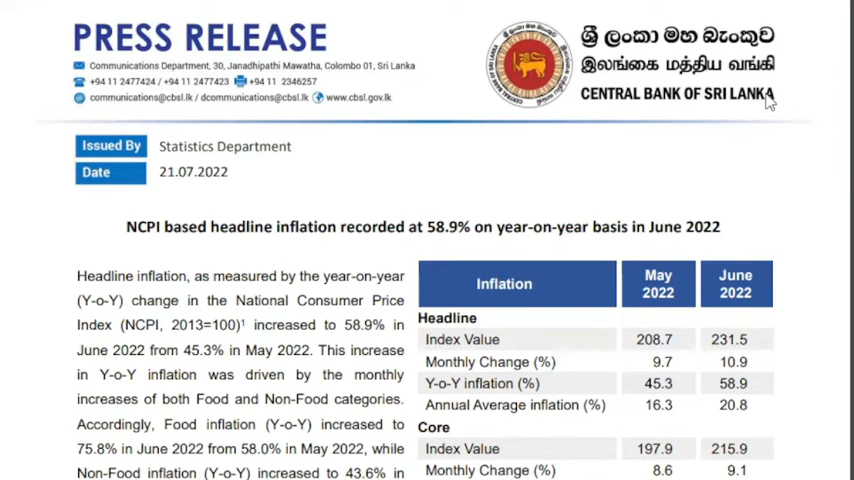 PRESS RELEASE
Communications Department, 30, Janadhipathi Mawatha, Colombo 01, Sri Lanka
+94 11 2477424 / +94 11 2477423 +94 11 2346257
communications@cbsl.lk / dcommunications@cbsl.lk www.cbsl.gov.lk
ශ්‍රී ලංකා මහ බැංකුව
இலங்கை மத்திய வங்கி
CENTRAL BANK OF SRI LANKA
Issued By Statistics Department
Date 21.07.2022
NCPI based headline inflation recorded at 58.9% on year-on-year basis in June 2022
Headline inflation, as measured by the year-on-year
(Y-o-Y) change in the National Consumer Price
Index (NCPI, 2013=100)¹ increased to 58.9% in
June 2022 from 45.3% in May 2022. This increase
in Y-o-Y inflation was driven by the monthly
increases of both Food and Non-Food categories.
Accordingly, Food inflation (Y-o-Y) increased to
75.8% in June 2022 from 58.0% in May 2022, while
Non-Food inflation (Y-o-Y) increased to 43.6% in
Inflation May 2022 June 2022
Headline
Index Value 208.7 231.5
Monthly Change (%) 9.7 10.9
Y-o-Y inflation (%) 45.3 58.9
Annual Average inflation (%) 16.3 20.8
Core
Index Value 197.9 215.9
Monthly Change (%) 8.6 9.1